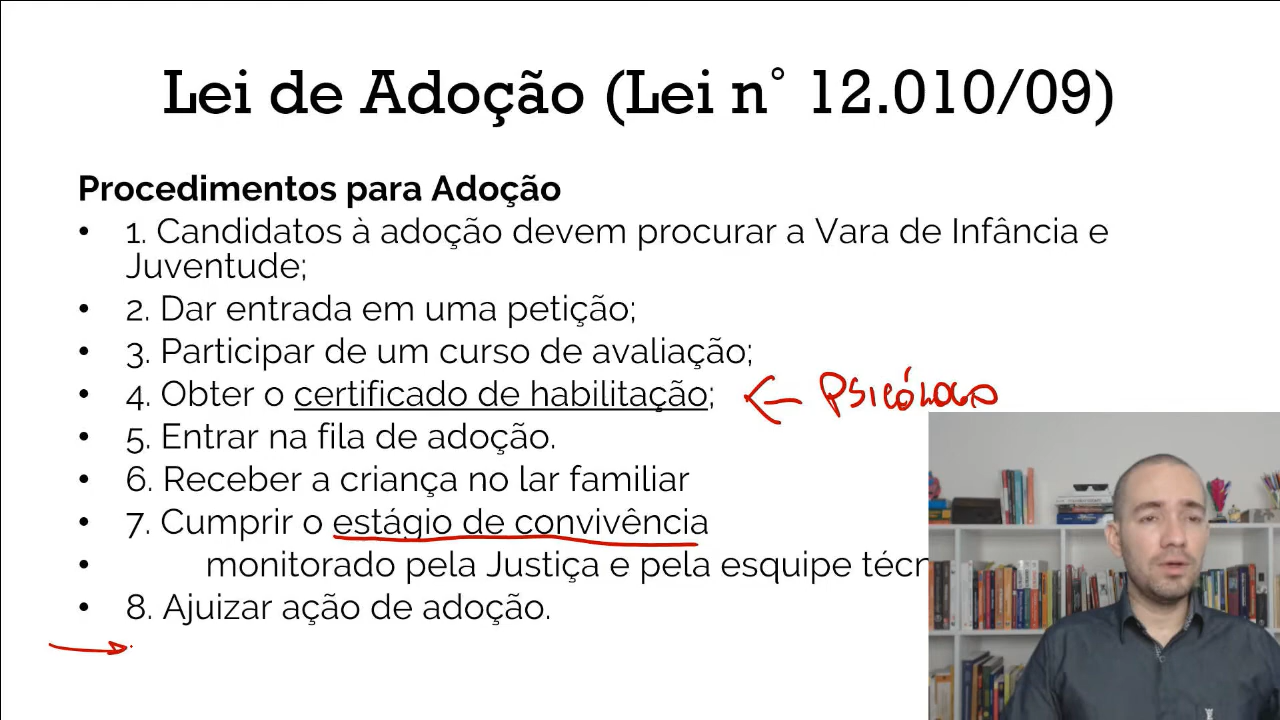 Lei de Adoção (Lei n° 12.010/09)
Procedimentos para Adoção
• 1. Candidatos à adoção devem procurar a Vara de Infância e
Juventude;
• 2. Dar entrada em uma petição;
• 3. Participar de um curso de avaliação;
• 4. Obter o certificado de habilitação; ← PSICÓLOGO
• 5. Entrar na fila de adoção.
• 6. Receber a criança no lar familiar
• 7. Cumprir o estágio de convivência
• monitorado pela Justiça e pela esquipe técn
• 8. Ajuizar ação de adoção.